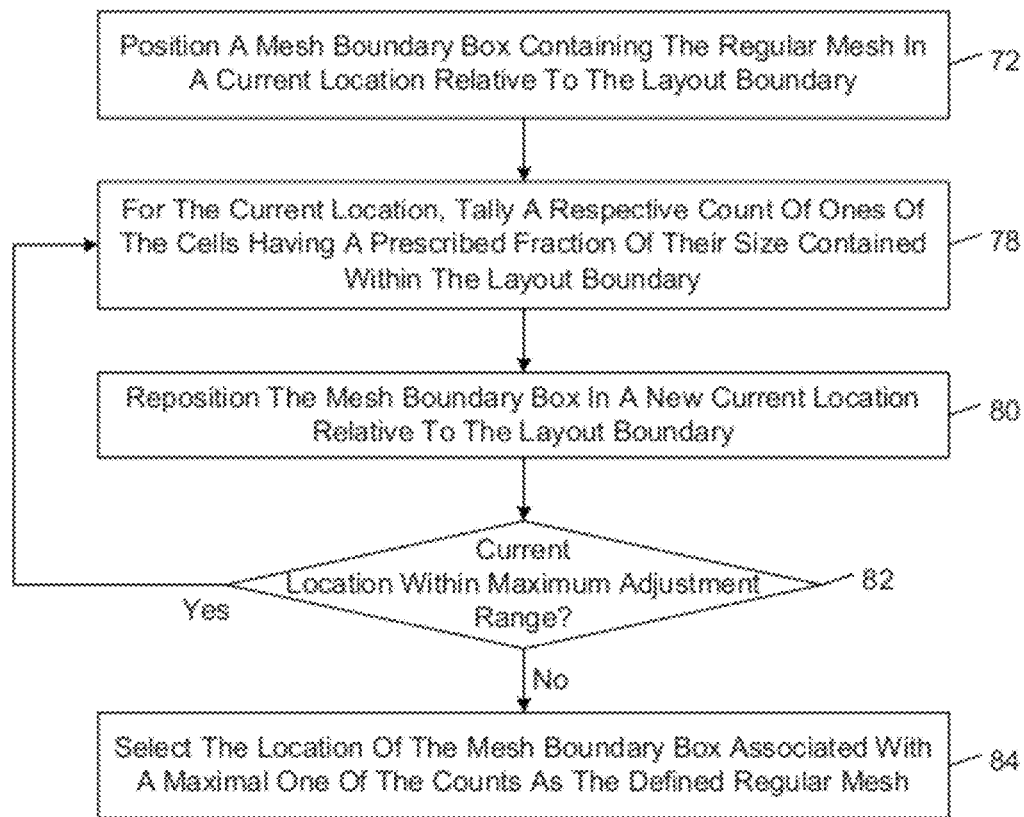 Position A Mesh Boundary Box Containing The Regular Mesh In
A Current Location Relative To The Layout Boundary
72
For The Current Location, Tally A Respective Count Of Ones Of
The Cells Having A Prescribed Fraction Of Their Size Contained
Within The Layout Boundary
78
Reposition The Mesh Boundary Box In A New Current Location
Relative To The Layout Boundary
80
Current
Location Within Maximum Adjustment
Range?
82
Yes
No
Select The Location Of The Mesh Boundary Box Associated With
A Maximal One Of The Counts As The Defined Regular Mesh
84